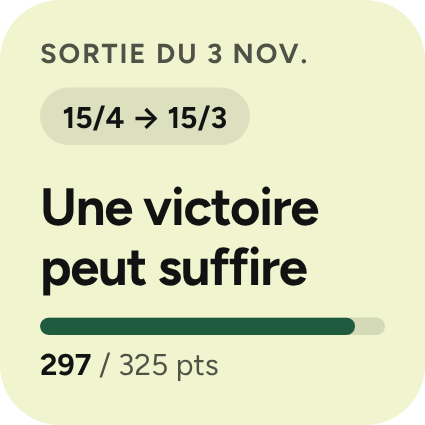 SORTIE DU 3 NOV.
15/4 → 15/3
Une victoire
peut suffire
297 / 325 pts